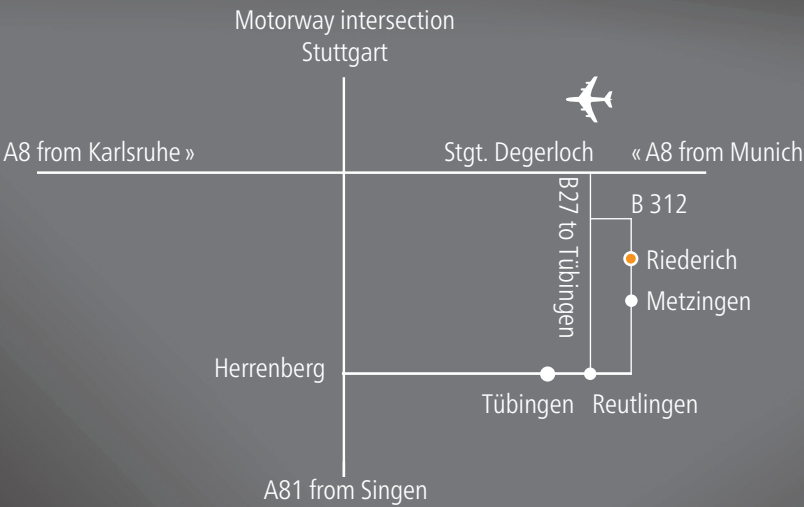 Motorway intersection
Stuttgart
A8 from Karlsruhe »
Stgt. Degerloch
« A8 from Munich
B27 to Tübingen
B 312
Riederich
Metzingen
Herrenberg
Tübingen
Reutlingen
A81 from Singen